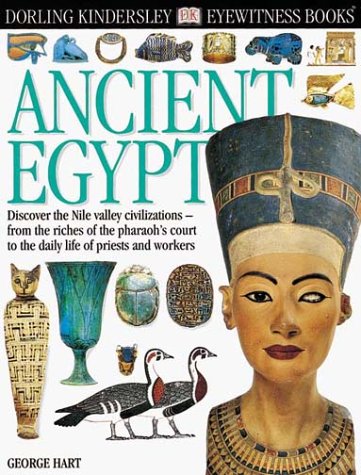 DORLING KINDERSLEY DK EYEWITNESS BOOKS
ANCIENT
EGYPT
Discover the Nile valley civilizations –
from the riches of the pharaoh's court
to the daily life of priests and workers
GEORGE HART